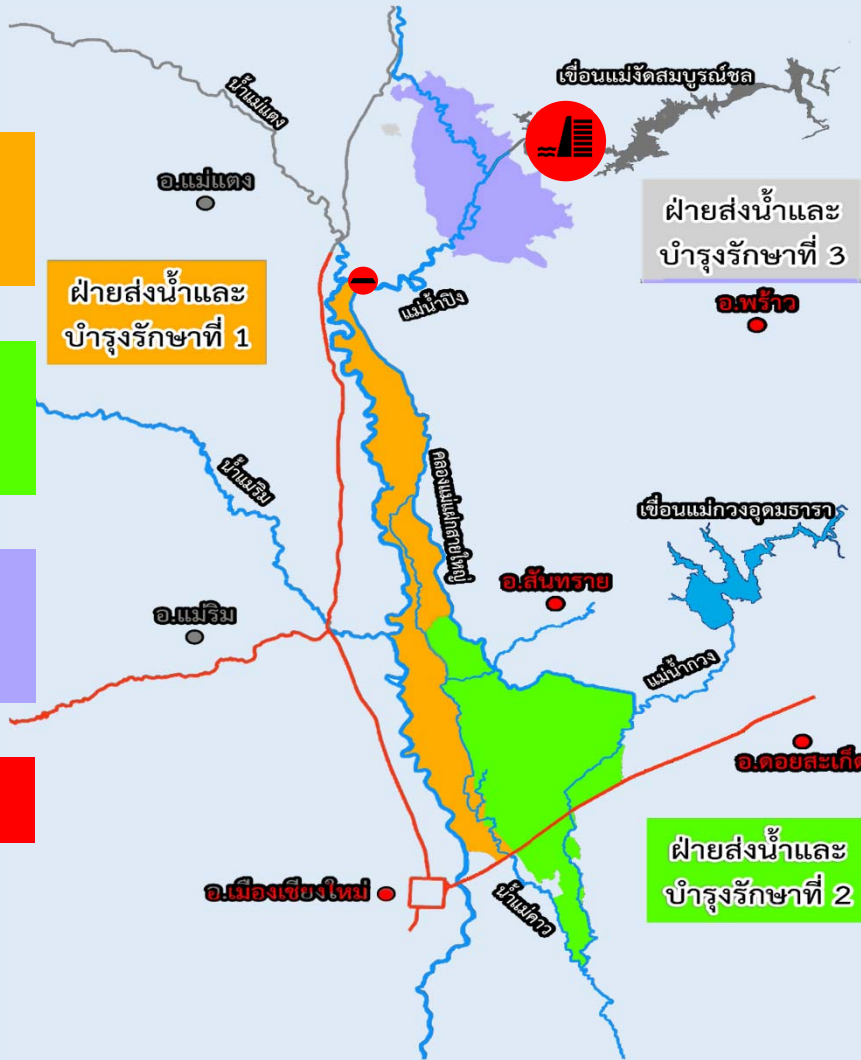 เขื่อนแม่งัดสมบูรณ์ชล
น้ำแม่แตง
อ.แม่แตง
ฝ่ายส่งน้ำและ
บำรุงรักษาที่ 3
ฝ่ายส่งน้ำและ
บำรุงรักษาที่ 1
แม่น้ำปิง
อ.พร้าว
น้ำแม่ริม
คลองแม่แฝกสายใหญ่
เขื่อนแม่กวงอุดมธารา
อ.สันทราย
อ.แม่ริม
แม่น้ำกวง
อ.ดอยสะเก็ด
ฝ่ายส่งน้ำและ
บำรุงรักษาที่ 2
อ.เมืองเชียงใหม่
น้ำแม่คาว